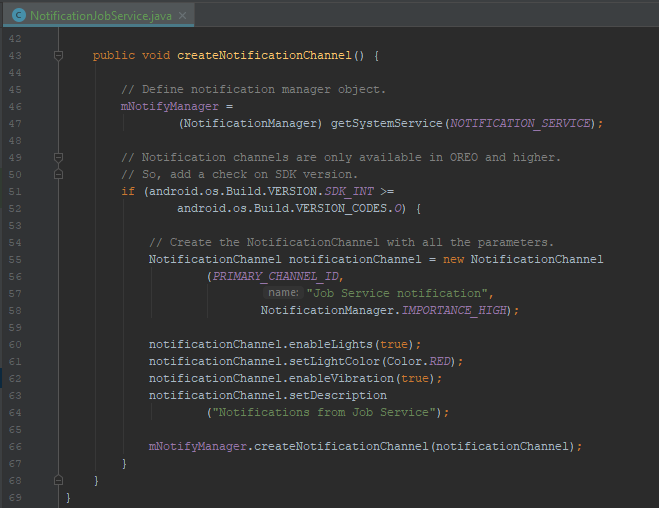 NotificationJobService.java
42
43 public void createNotificationChannel() {
44
45 // Define notification manager object.
46 mNotifyManager =
47 (NotificationManager) getSystemService(NOTIFICATION_SERVICE);
48
49 // Notification channels are only available in OREO and higher.
50 // So, add a check on SDK version.
51 if (android.os.Build.VERSION.SDK_INT >=
52 android.os.Build.VERSION_CODES.O) {
53
54 // Create the NotificationChannel with all the parameters.
55 NotificationChannel notificationChannel = new NotificationChannel
56 (PRIMARY_CHANNEL_ID,
57 name: "Job Service notification",
58 NotificationManager.IMPORTANCE_HIGH);
59
60 notificationChannel.enableLights(true);
61 notificationChannel.setLightColor(Color.RED);
62 notificationChannel.enableVibration(true);
63 notificationChannel.setDescription
64 ("Notifications from Job Service");
65
66 mNotifyManager.createNotificationChannel(notificationChannel);
67 }
68 }
69 }